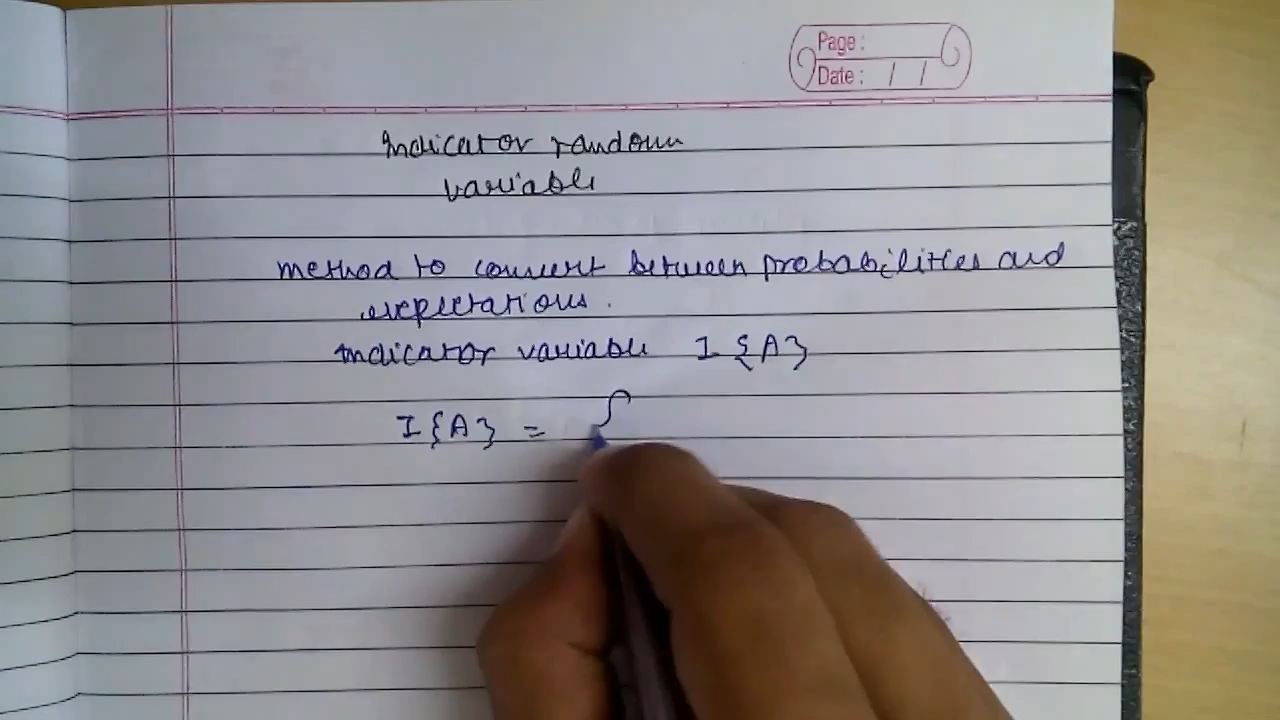 Page :
Date : / /
Indicator random
variable
method to convert between probabilities and
expectations.
indicator variable I {A}
I{A} = {